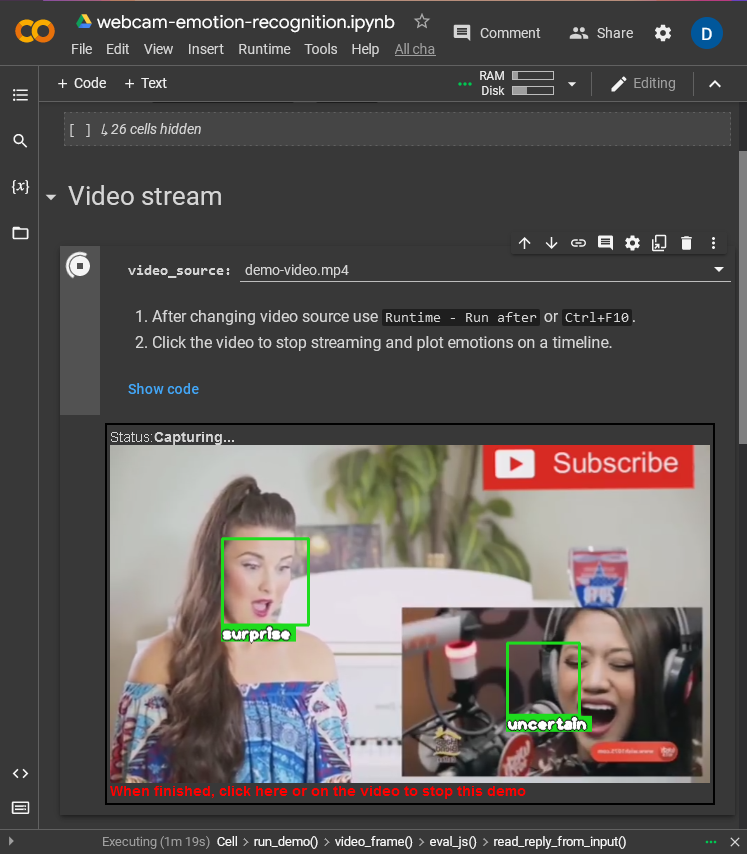 webcam-emotion-recognition.ipynb
File Edit View Insert Runtime Tools Help All cha
Comment Share D
+ Code + Text
RAM
Disk
Editing
{x}
[ ] ↳ 26 cells hidden
Video stream
video_source: demo-video.mp4
1. After changing video source use Runtime - Run after or Ctrl+F10.
2. Click the video to stop streaming and plot emotions on a timeline.
Show code
Status:Capturing...
Subscribe
OPUS
surprise
uncertain
When finished, click here or on the video to stop this demo
Executing (1m 19s) Cell > run_demo() > video_frame() > eval_js() > read_reply_from_input()